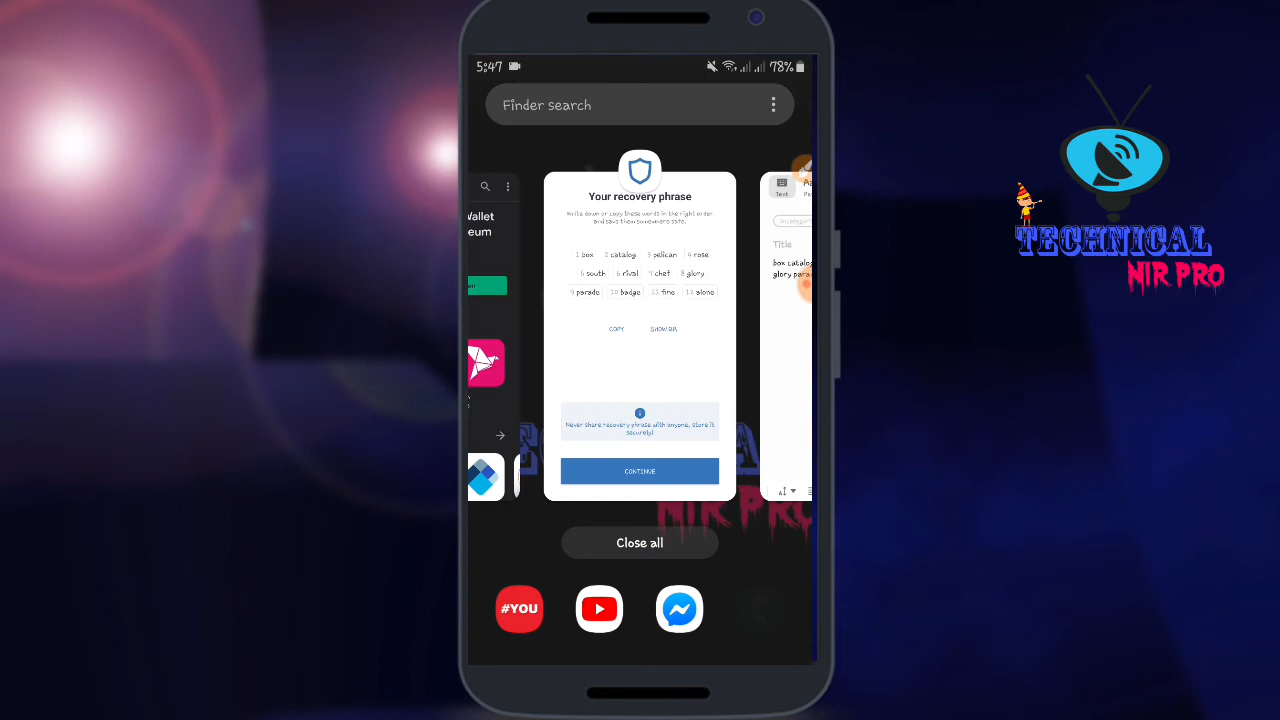 5:47
78%
Finder search
Wallet
eum
Your recovery phrase
Write down or copy these words in the right order
and save them somewhere safe.
1 box 2 catalog 3 pelican 4 rose
5 south 6 rival 7 chef 8 glory
9 parade 10 badge 11 fine 12 alone
COPY SHOW QR
Never share recovery phrase with anyone, store it
securely!
CONTINUE
Text
Title
box catalog
glory para
Close all
#YOU
TECHNICAL
NIR PRO
NIR PRO